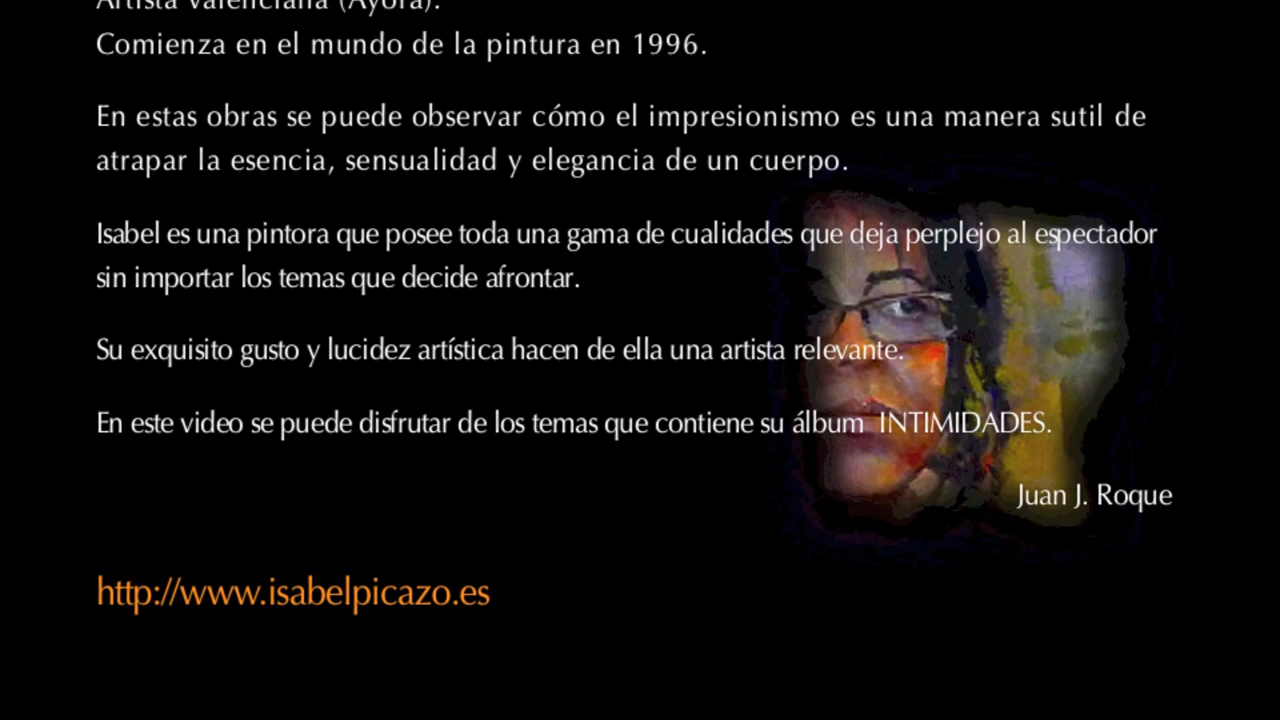 Artista valenciana (Ayora).
Comienza en el mundo de la pintura en 1996.
En estas obras se puede observar cómo el impresionismo es una manera sutil de
atrapar la esencia, sensualidad y elegancia de un cuerpo.
Isabel es una pintora que posee toda una gama de cualidades que deja perplejo al espectador
sin importar los temas que decide afrontar.
Su exquisito gusto y lucidez artística hacen de ella una artista relevante.
En este video se puede disfrutar de los temas que contiene su álbum INTIMIDADES.
Juan J. Roque
http://www.isabelpicazo.es